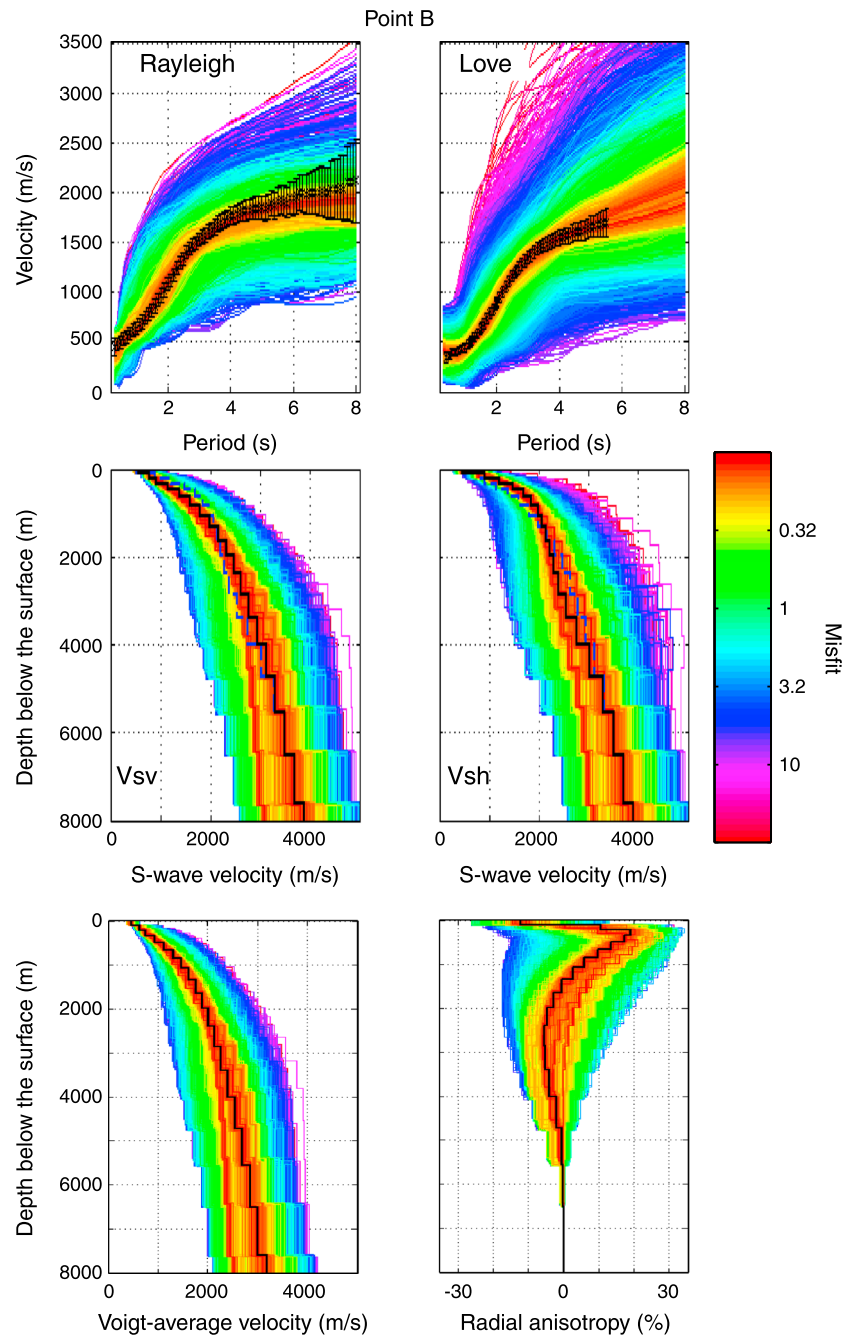 Point B
Rayleigh
Love
3500
3000
2500
2000
1500
1000
500
0
Velocity (m/s)
2 4 6 8
2 4 6 8
Period (s)
Period (s)
0
2000
4000
6000
8000
Depth below the surface (m)
Vsv
Vsh
0 2000 4000
0 2000 4000
S-wave velocity (m/s)
S-wave velocity (m/s)
0.32
1
3.2
10
Misfit
0
2000
4000
6000
8000
Depth below the surface (m)
0 2000 4000
-30 0 30
Voigt-average velocity (m/s)
Radial anisotropy (%)